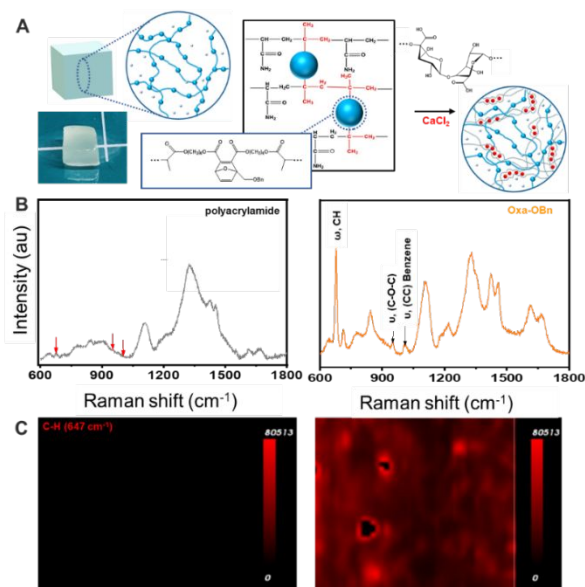 A
CaCl₂
B
polyacrylamide
Oxa-OBn
ω, CH
υ, (C-O-C)
υ, (CC) Benzene
Intensity (au)
600 900 1200 1500 1800
600 900 1200 1500 1800
Raman shift (cm⁻¹)
Raman shift (cm⁻¹)
C
C-H (647 cm⁻¹)
80513
0
80513
0